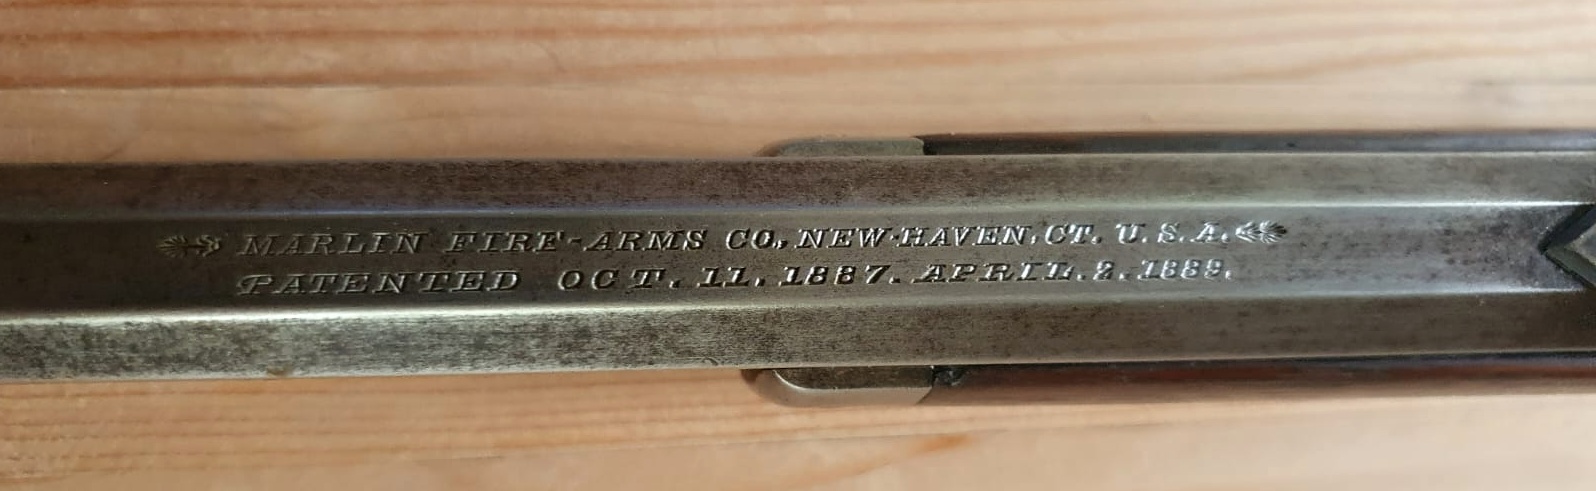 MARLIN FIRE-ARMS CO., NEW-HAVEN, CT. U.S.A.
PATENTED OCT. 11. 1887. APRIL. 2. 1889.